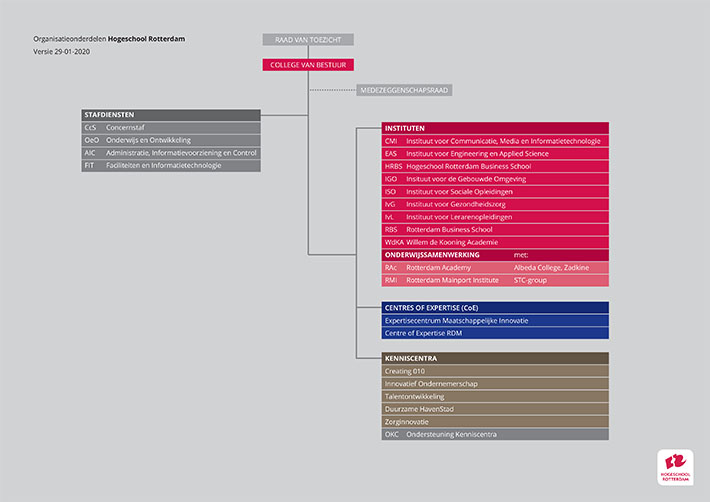 Organisatieonderdelen Hogeschool Rotterdam
Versie 29-01-2020
RAAD VAN TOEZICHT
COLLEGE VAN BESTUUR
MEDEZEGGENSCHAPSRAAD
STAFDIENSTEN
CcS Concernstaf
OeO Onderwijs en Ontwikkeling
AIC Administratie, Informatievoorziening en Control
FIT Faciliteiten en Informatietechnologie
INSTITUTEN
CMI Instituut voor Communicatie, Media en Informatietechnologie
EAS Instituut voor Engineering en Applied Science
HRBS Hogeschool Rotterdam Business School
IGO Insituut voor de Gebouwde Omgeving
ISO Instituut voor Sociale Opleidingen
IvG Instituut voor Gezondheidszorg
IvL Instituut voor Lerarenopleidingen
RBS Rotterdam Business School
WdKA Willem de Kooning Academie
ONDERWIJSSAMENWERKING met:
RAc Rotterdam Academy Albeda College, Zadkine
RMI Rotterdam Mainport Institute STC-group
CENTRES OF EXPERTISE (CoE)
Expertisecentrum Maatschappelijke Innovatie
Centre of Expertise RDM
KENNISCENTRA
Creating 010
Innovatief Ondernemerschap
Talentontwikkeling
Duurzame HavenStad
Zorginnovatie
OKC Ondersteuning Kenniscentra
HOGESCHOOL
ROTTERDAM